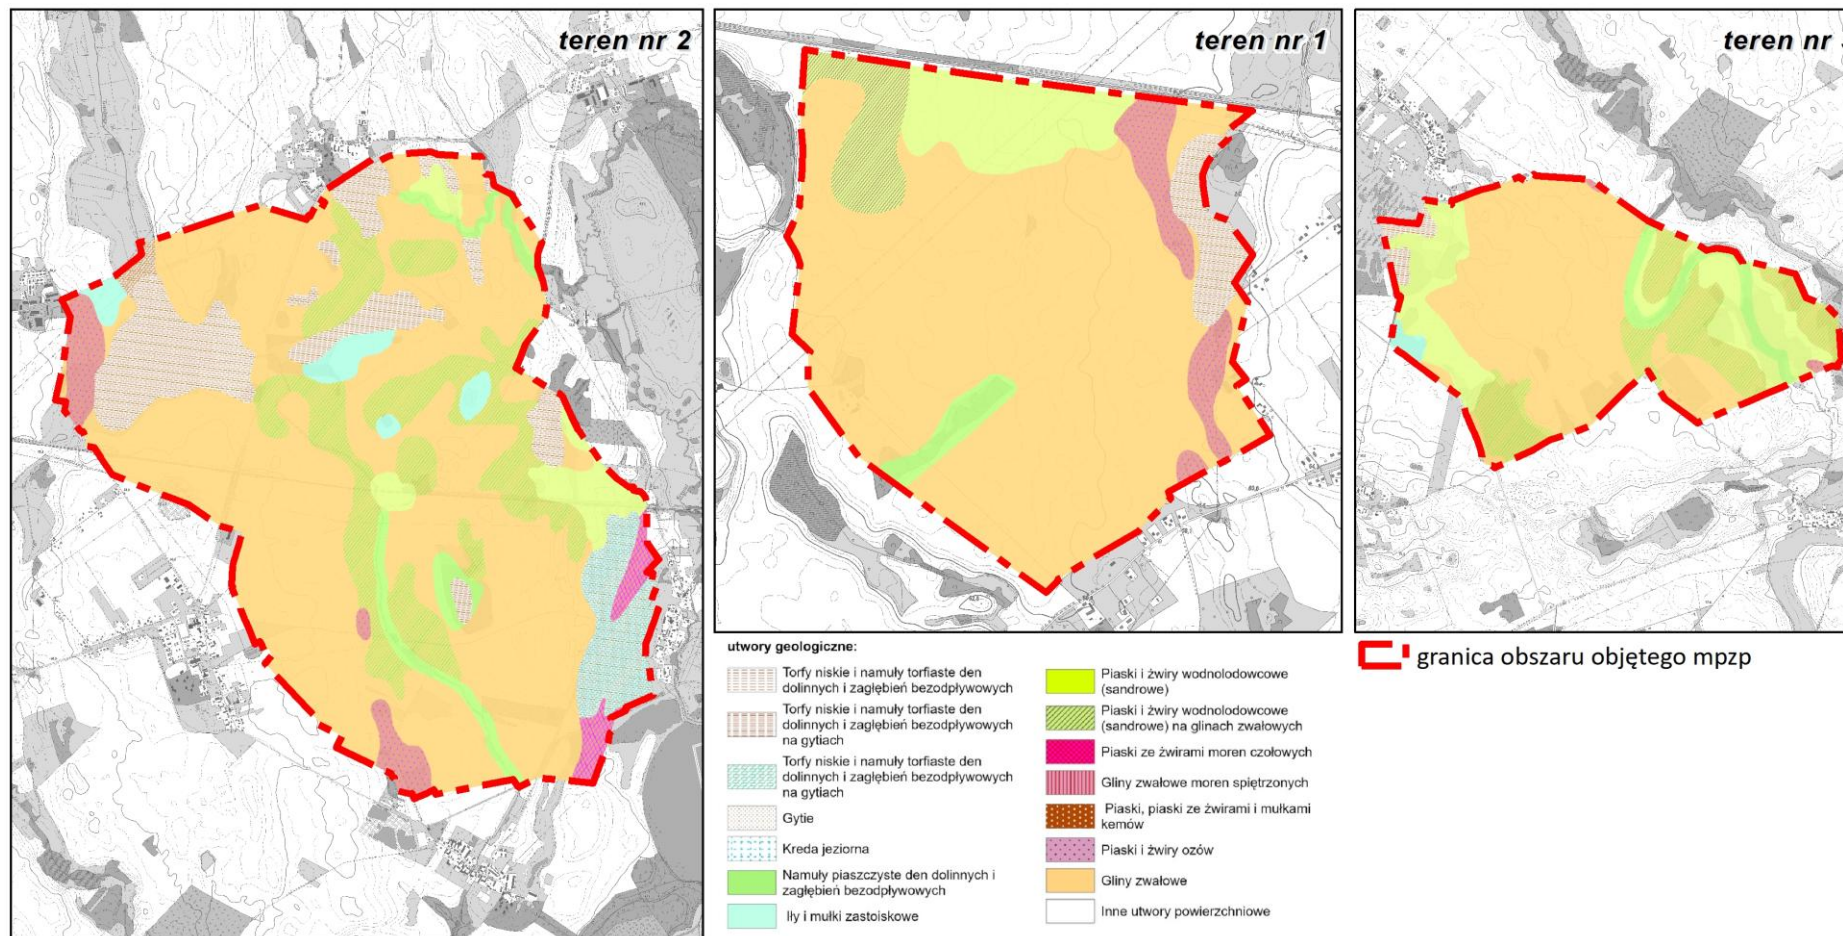 teren nr 2
teren nr 1
teren nr
utwory geologiczne:
Torfy niskie i namuły torfiaste den
dolinnych i zagłębień bezodpływowych
Torfy niskie i namuły torfiaste den
dolinnych i zagłębień bezodpływowych
na gytiach
Torfy niskie i namuły torfiaste den
dolinnych i zagłębień bezodpływowych
na gytiach
Gytie
Kreda jeziorna
Namuły piaszczyste den dolinnych i
zagłębień bezodpływowych
Iły i mułki zastoiskowe
Piaski i żwiry wodnolodowcowe
(sandrowe)
Piaski i żwiry wodnolodowcowe
(sandrowe) na glinach zwałowych
Piaski ze żwirami moren czołowych
Gliny zwałowe moren spiętrzonych
Piaski, piaski ze żwirami i mułkami
kemów
Piaski i żwiry ozów
Gliny zwałowe
Inne utwory powierzchniowe
granica obszaru objętego mpzp